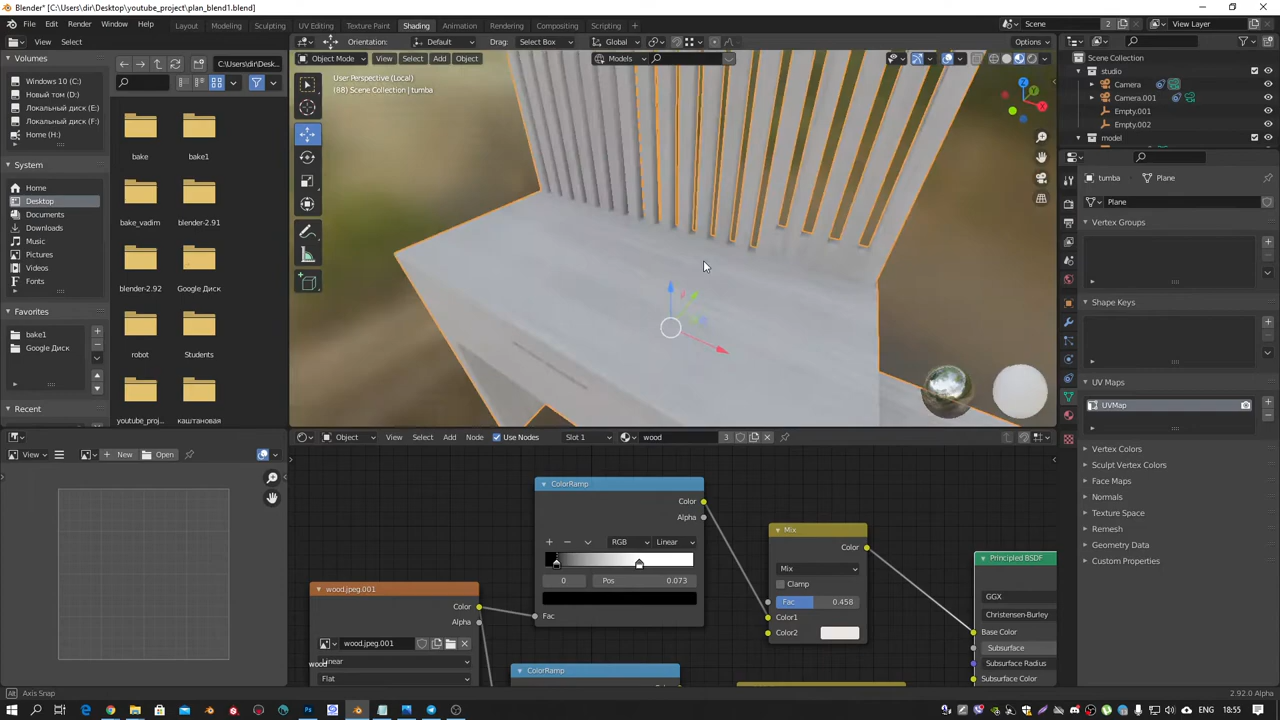 Blender* [C:\Users\dir\Desktop\youtube_project\plan_blend1.blend]
File Edit Render Window Help
Layout Modeling Sculpting UV Editing Texture Paint Shading Animation Rendering Compositing Scripting
Scene 2 View Layer
View Select
Orientation: Default Drag: Select Box Global Options
Volumes
C:\Users\dir\Desk...
Object Mode View Select Add Object Models
Scene Collection
studio
Camera
Camera.001
Empty.001
Empty.002
model
Windows 10 (C:)
Новый том (D:)
Локальный диск (E:)
Локальный диск (F:)
Home (H:)
System
Home
Desktop
Documents
Downloads
Music
Pictures
Videos
Fonts
Favorites
bake1
Google Диск
Recent
bake
bake1
bake_vadim
blender-2.91
blender-2.92
Google Диск
robot
Students
youtube_proj...
каштановая
User Perspective (Local)
(88) Scene Collection | tumba
tumba Plane
Plane
Vertex Groups
Shape Keys
UV Maps
UVMap
Vertex Colors
Sculpt Vertex Colors
Face Maps
Normals
Texture Space
Remesh
Geometry Data
Custom Properties
View New Open
Object View Select Add Node Use Nodes Slot 1 wood 3
ColorRamp
Color
Alpha
RGB Linear
0 Pos 0.073
Fac
Mix
Color
Mix
Clamp
Fac 0.458
Color1
Color2
Principled BSDF
GGX
Christensen-Burley
Base Color
Subsurface
Subsurface Radius
Subsurface Color
wood.jpeg.001
Color
Alpha
wood.jpeg.001
Linear
Flat
wood
ColorRamp
Axis Snap
2.92.0 Alpha
18:55